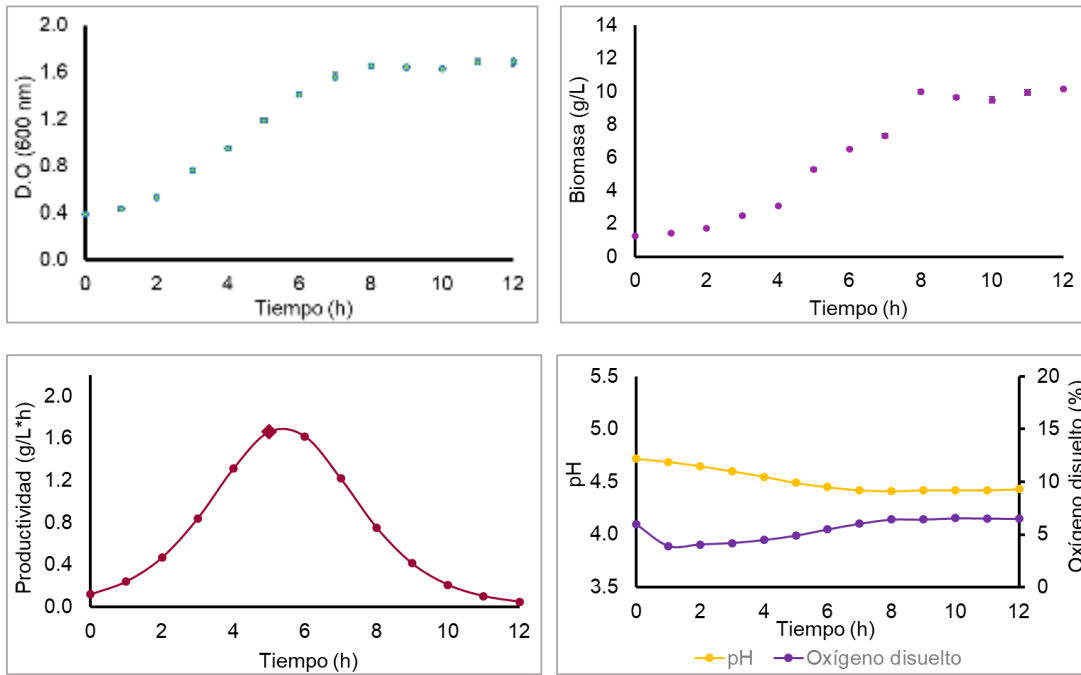 D.O (600 nm)
2.0
1.6
1.2
0.8
0.4
0.0
0 2 4 6 8 10 12
Tiempo (h)
Biomasa (g/L)
14
12
10
8
6
4
2
0
0 2 4 6 8 10 12
Tiempo (h)
Productividad (g/L*h)
2.0
1.6
1.2
0.8
0.4
0.0
0 2 4 6 8 10 12
Tiempo (h)
pH
5.5
5.0
4.5
4.0
3.5
20
15
10
5
0
Oxígeno disuelto (%)
0 2 4 6 8 10 12
Tiempo (h)
pH Oxígeno disuelto